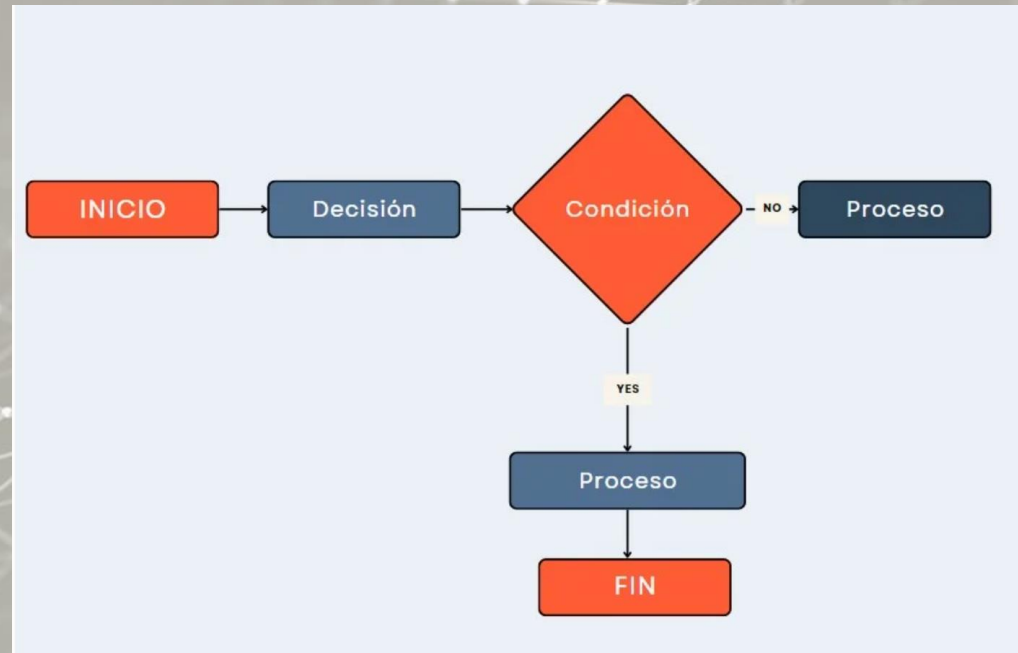 INICIO
Decisión
Condición
NO
Proceso
YES
Proceso
FIN